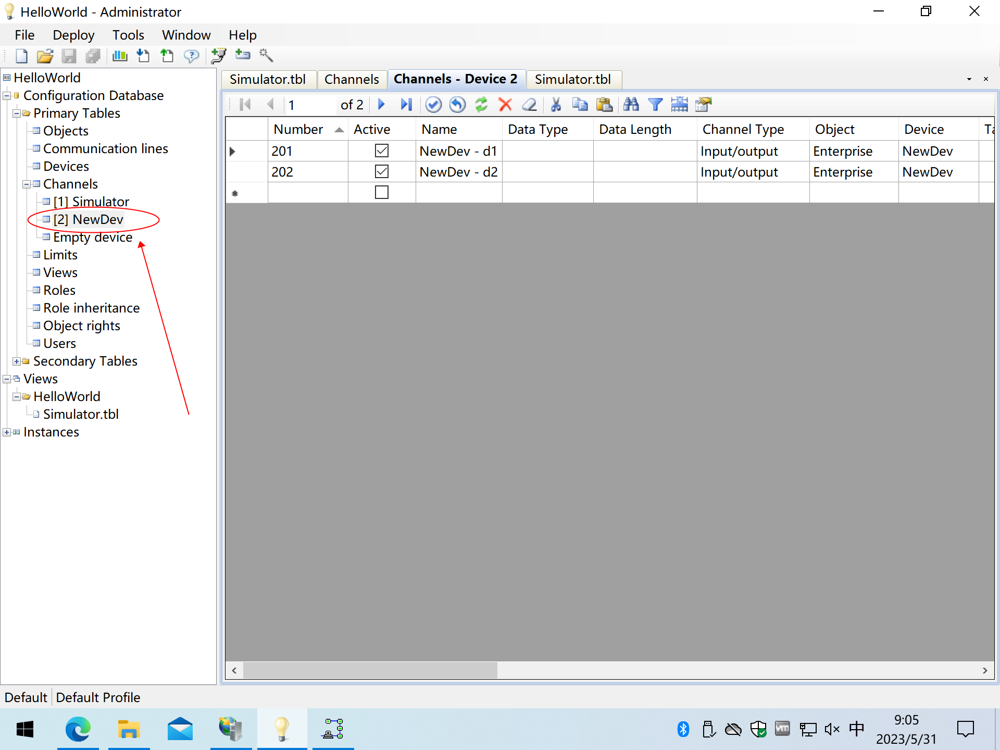 HelloWorld - Administrator
File Deploy Tools Window Help
HelloWorld
Configuration Database
Primary Tables
Objects
Communication lines
Devices
Channels
[1] Simulator
[2] NewDev
Empty device
Limits
Views
Roles
Role inheritance
Object rights
Users
Secondary Tables
Views
HelloWorld
Simulator.tbl
Instances
Simulator.tbl Channels Channels - Device 2 Simulator.tbl
1 of 2
Number Active Name Data Type Data Length Channel Type Object Device Ta
201 NewDev - d1 Input/output Enterprise NewDev
202 NewDev - d2 Input/output Enterprise NewDev
Default Default Profile
中
9:05
2023/5/31